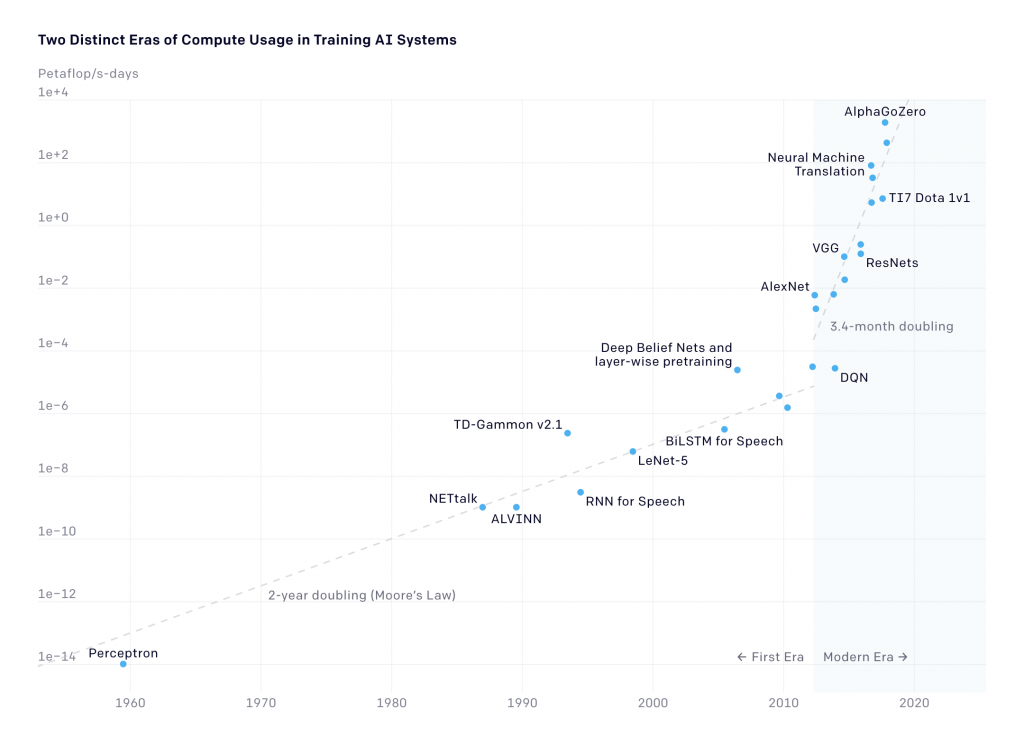 Two Distinct Eras of Compute Usage in Training AI Systems
Petaflop/s-days
1e+4
AlphaGoZero
1e+2
Neural Machine
Translation
TI7 Dota 1v1
1e+0
VGG
ResNets
1e−2
AlexNet
3.4-month doubling
1e−4
Deep Belief Nets and
layer-wise pretraining
DQN
1e−6
TD-Gammon v2.1
BiLSTM for Speech
LeNet-5
1e−8
NETtalk
RNN for Speech
ALVINN
1e−10
1e−12
2-year doubling (Moore's Law)
1e−14
Perceptron
← First Era
Modern Era →
1960
1970
1980
1990
2000
2010
2020